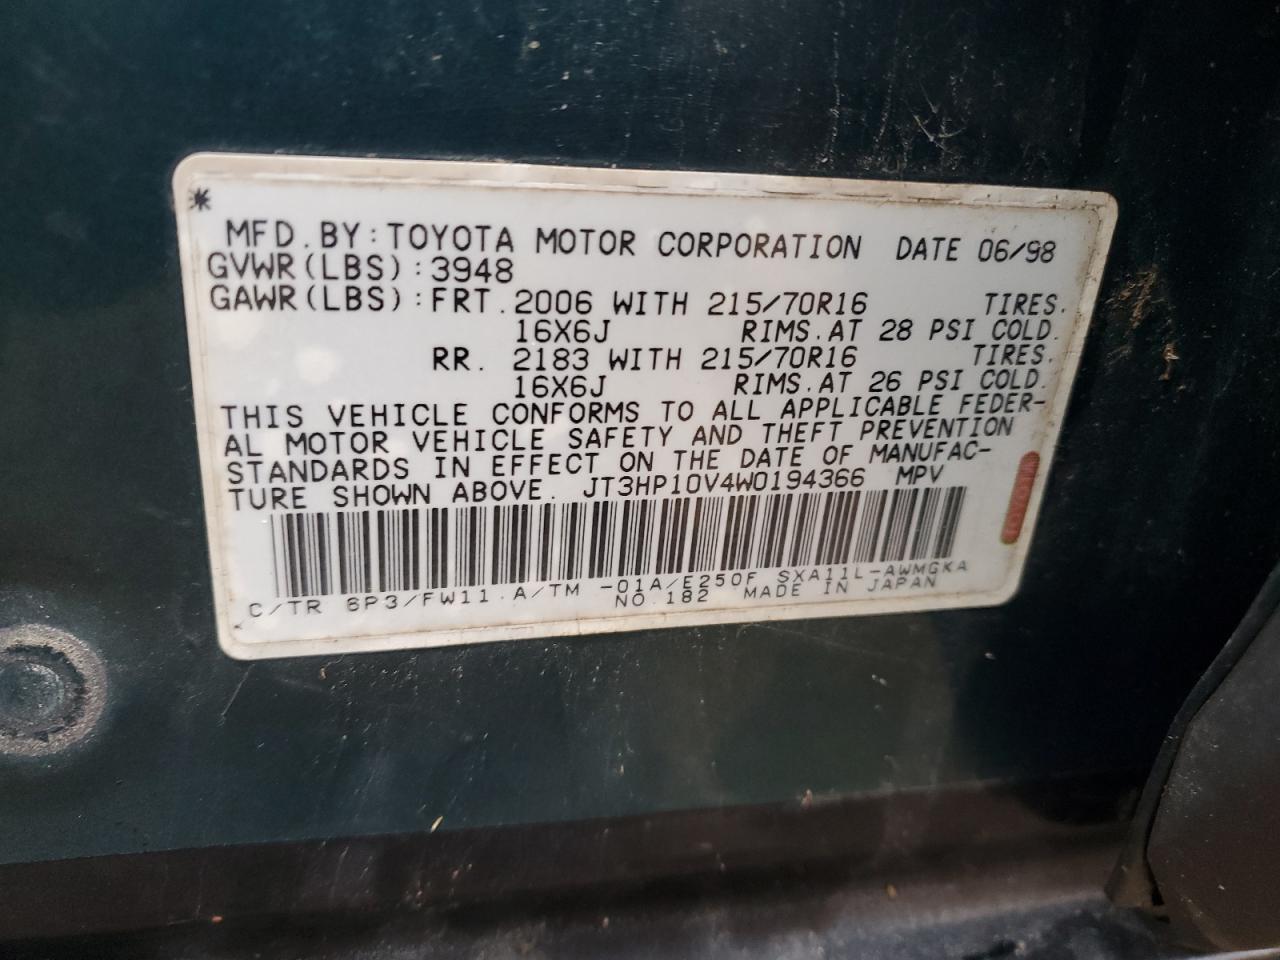 *
MFD. BY: TOYOTA MOTOR CORPORATION DATE 06/98
GVWR(LBS): 3948
GAWR(LBS): FRT. 2006 WITH 215/70R16 TIRES.
16X6J RIMS. AT 28 PSI COLD.
RR. 2183 WITH 215/70R16 TIRES.
16X6J RIMS. AT 26 PSI COLD.
THIS VEHICLE CONFORMS TO ALL APPLICABLE FEDER-
AL MOTOR VEHICLE SAFETY AND THEFT PREVENTION
STANDARDS IN EFFECT ON THE DATE OF MANUFAC-
TURE SHOWN ABOVE. JT3HP10V4W0194366 MPV
C/TR 6P3/FW11. A/TM -01A/E250F SXA11L-AWMGKA
NO. 182 MADE IN JAPAN
TOYOTA